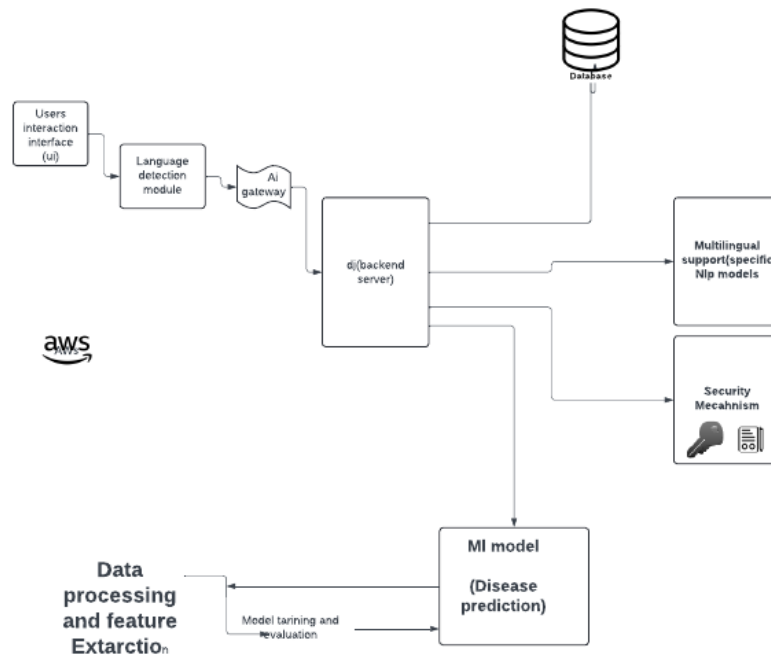 Database
Users
interaction
interface
(ui)
Language
detection
module
Ai
gateway
dj(backend
server)
Multilingual
support(specific
Nlp models
Security
Mecahnism
aws
Aws
Ml model
(Disease
prediction)
Data
processing
and feature
Extarction
Model tarining and
evaluation